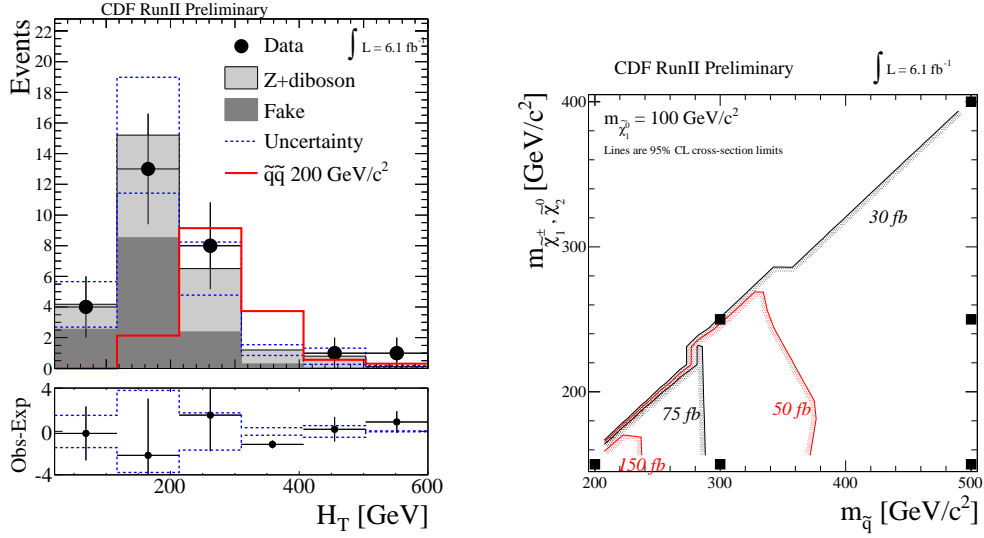 CDF RunII Preliminary
∫ L = 6.1 fb⁻¹
Events
22
20
18
16
14
12
10
8
6
4
2
0
Data
Z+diboson
Fake
Uncertainty
q̃q̃ 200 GeV/c²
Obs-Exp
4
0
-4
0 200 400 600
H_T [GeV]
CDF RunII Preliminary
∫ L = 6.1 fb⁻¹
m_χ̃₁±, χ̃₂⁰ [GeV/c²]
400
300
200
m_χ̃₁⁰ = 100 GeV/c²
Lines are 95% CL cross-section limits
30 fb
75 fb
50 fb
150 fb
200 300 400 500
m_q̃ [GeV/c²]